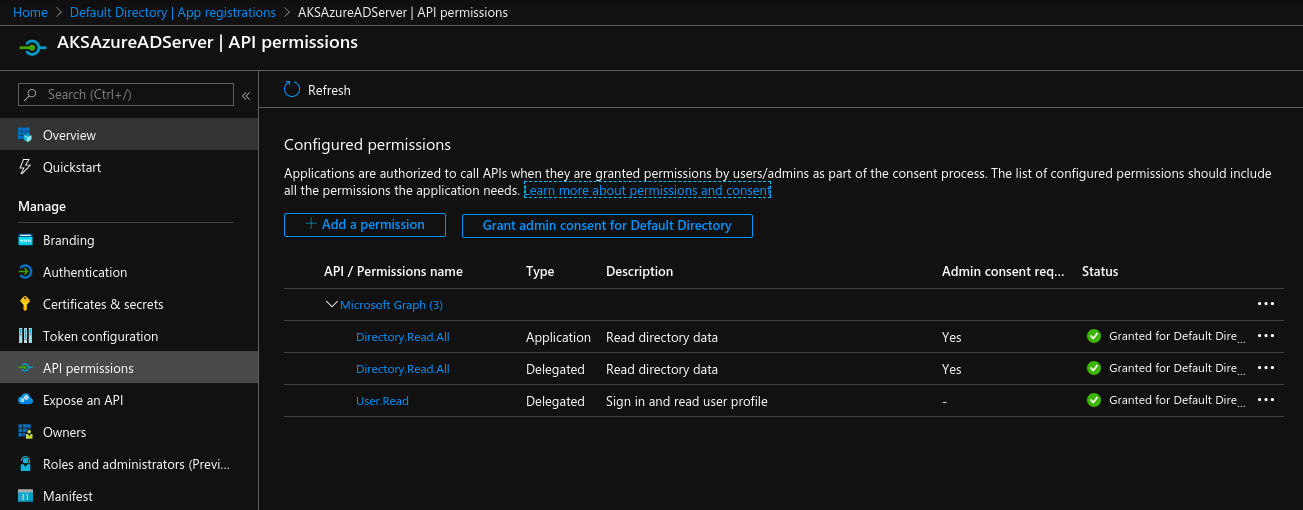 Home > Default Directory | App registrations > AKSAzureADServer | API permissions
AKSAzureADServer | API permissions
Search (Ctrl+/)
«
Refresh
Overview
Quickstart
Manage
Branding
Authentication
Certificates & secrets
Token configuration
API permissions
Expose an API
Owners
Roles and administrators (Previ...
Manifest
Configured permissions
Applications are authorized to call APIs when they are granted permissions by users/admins as part of the consent process. The list of configured permissions should include
all the permissions the application needs. Learn more about permissions and consent
+ Add a permission
Grant admin consent for Default Directory
API / Permissions name Type Description Admin consent req... Status
Microsoft Graph (3) ...
Directory.Read.All Application Read directory data Yes Granted for Default Dire... ...
Directory.Read.All Delegated Read directory data Yes Granted for Default Dire... ...
User.Read Delegated Sign in and read user profile - Granted for Default Dire... ...